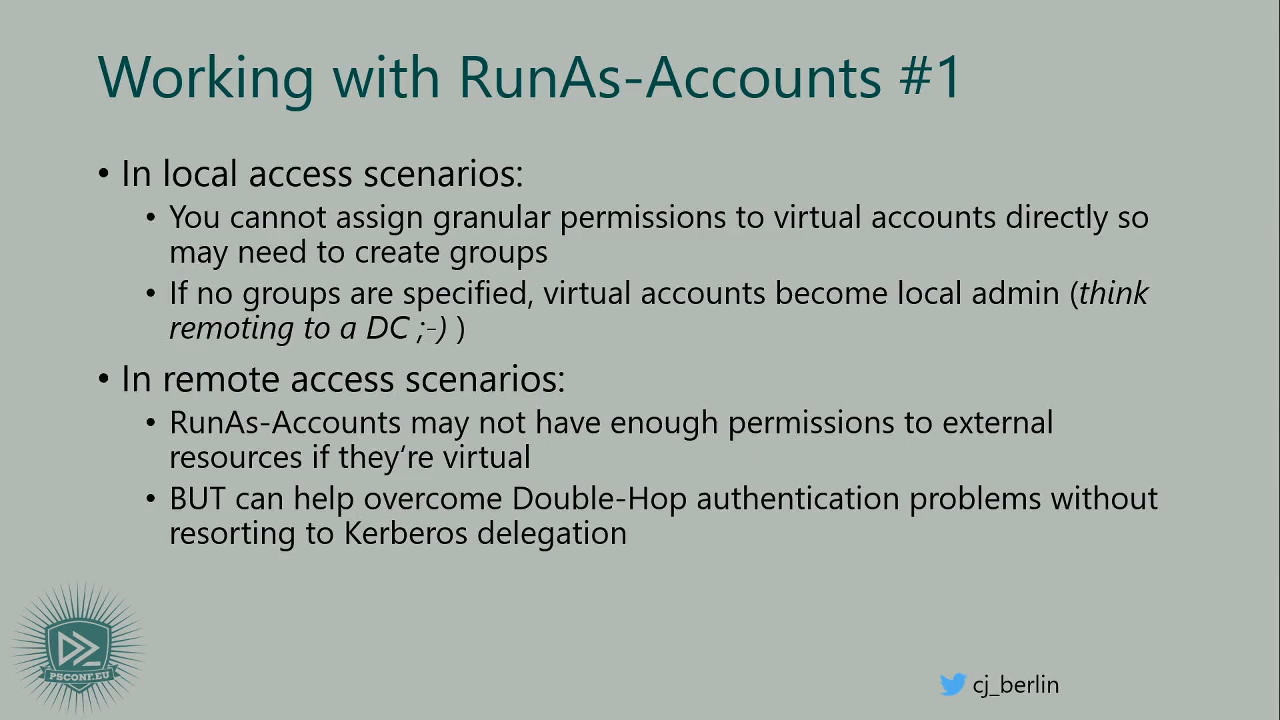 Working with RunAs-Accounts #1
• In local access scenarios:
• You cannot assign granular permissions to virtual accounts directly so
may need to create groups
• If no groups are specified, virtual accounts become local admin (think
remoting to a DC ;-) )
• In remote access scenarios:
• RunAs-Accounts may not have enough permissions to external
resources if they‘re virtual
• BUT can help overcome Double-Hop authentication problems without
resorting to Kerberos delegation
PSCONF.EU
cj_berlin